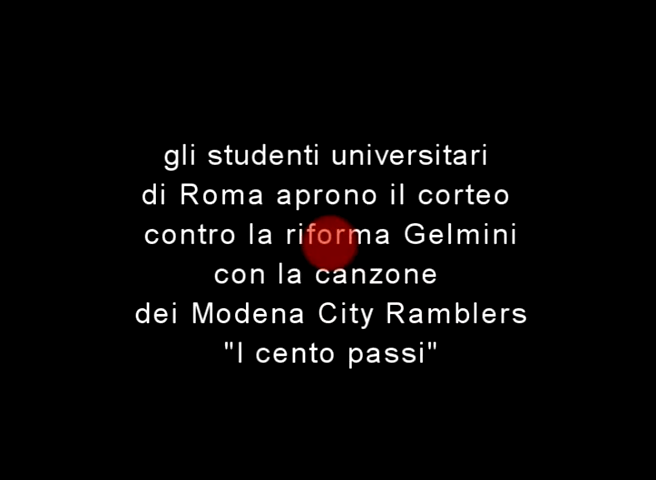 gli studenti universitari
di Roma aprono il corteo
contro la riforma Gelmini
con la canzone
dei Modena City Ramblers
"I cento passi"